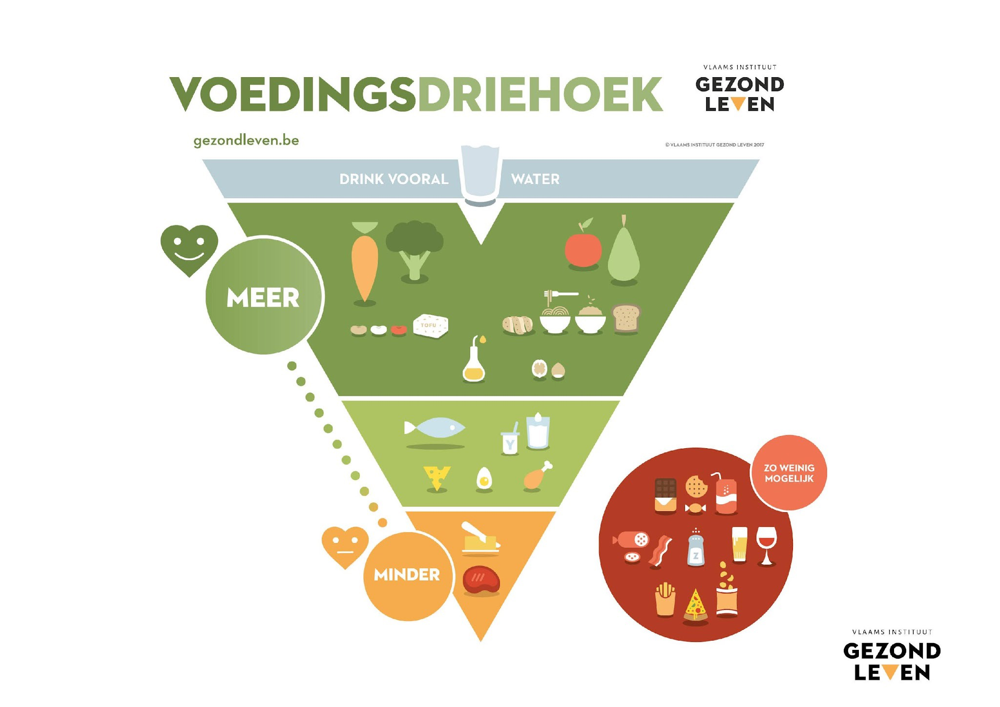 VOEDINGSDRIEHOEK
VLAAMS INSTITUUT
GEZOND
LEVEN
gezondleven.be
© VLAAMS INSTITUUT GEZOND LEVEN 2017
DRINK VOORAL WATER
MEER
TOFU
Y
ZO WEINIG
MOGELIJK
Z
MINDER
VLAAMS INSTITUUT
GEZOND
LEVEN